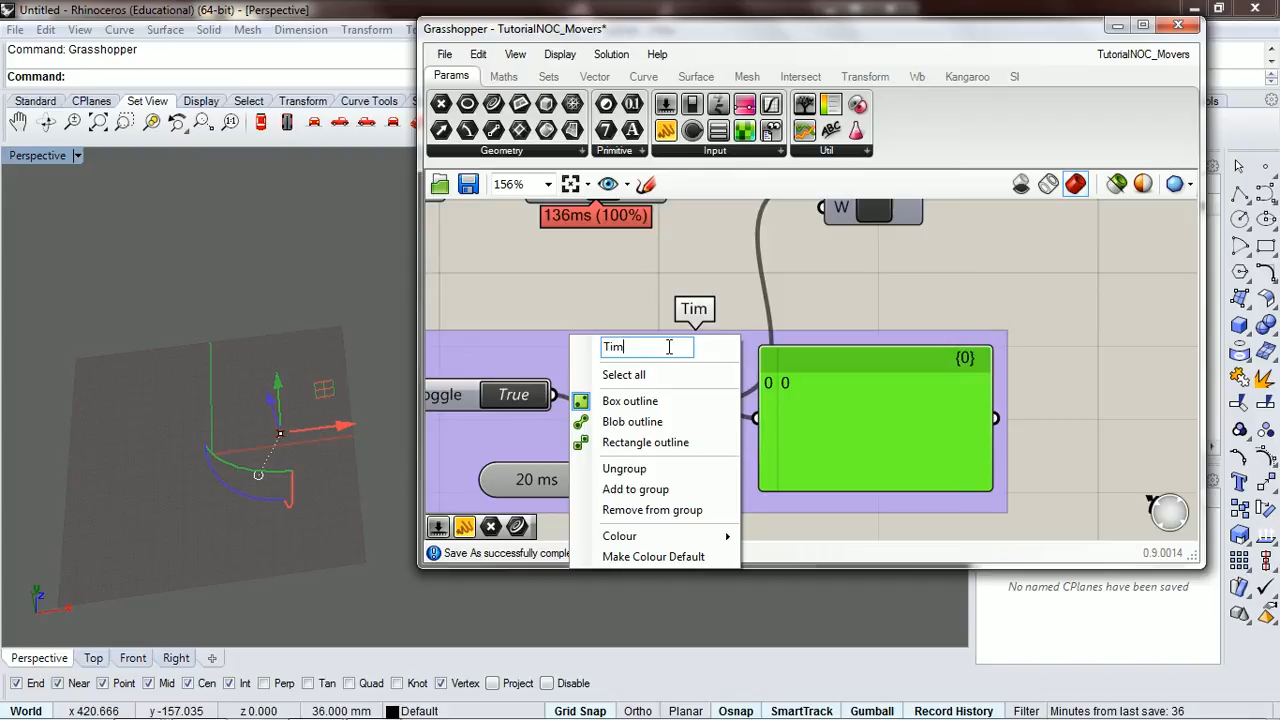 Untitled - Rhinoceros (Educational) (64-bit) - [Perspective]
File Edit View Curve Surface Solid Mesh Dimension Transform
Command: Grasshopper
Command:
Standard CPlanes Set View Display Select Transform Curve Tools
Perspective
Grasshopper - TutorialNOC_Movers*
File Edit View Display Solution Help TutorialNOC_Movers
Params Maths Sets Vector Curve Surface Mesh Intersect Transform Wb Kangaroo SI
Geometry Primitive Input Util
156%
136ms (100%)
W
Tim
Tim
Select all
Box outline
Blob outline
Rectangle outline
Ungroup
Add to group
Remove from group
Colour
Make Colour Default
oggle True
20 ms
{0}
0 0
Save As successfully comple
0.9.0014
No named CPlanes have been saved
z
x
Perspective Top Front Right
End Near Point Mid Cen Int Perp Tan Quad Knot Vertex Project Disable
World x 420.666 y -157.035 z 0.000 36.000 mm Default Grid Snap Ortho Planar Osnap SmartTrack Gumball Record History Filter Minutes from last save: 36